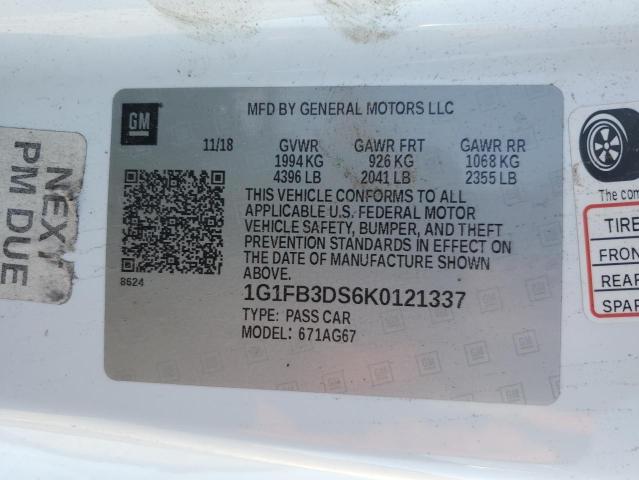 GM
MFD BY GENERAL MOTORS LLC
11/18 GVWR GAWR FRT GAWR RR
1994 KG 926 KG 1068 KG
4396 LB 2041 LB 2355 LB
THIS VEHICLE CONFORMS TO ALL
APPLICABLE U.S. FEDERAL MOTOR
VEHICLE SAFETY, BUMPER, AND THEFT
PREVENTION STANDARDS IN EFFECT ON
THE DATE OF MANUFACTURE SHOWN
ABOVE.
8624
1G1FB3DS6K0121337
TYPE: PASS CAR
MODEL: 671AG67
NEXT
PM DUE
The com
TIRE
FRON
REAR
SPAR